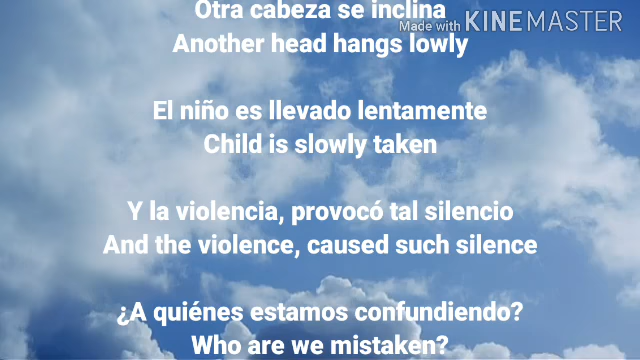 Otra cabeza se inclina
Made with KINEMASTER
Another head hangs lowly
El niño es llevado lentamente
Child is slowly taken
Y la violencia, provocó tal silencio
And the violence, caused such silence
¿A quiénes estamos confundiendo?
Who are we mistaken?